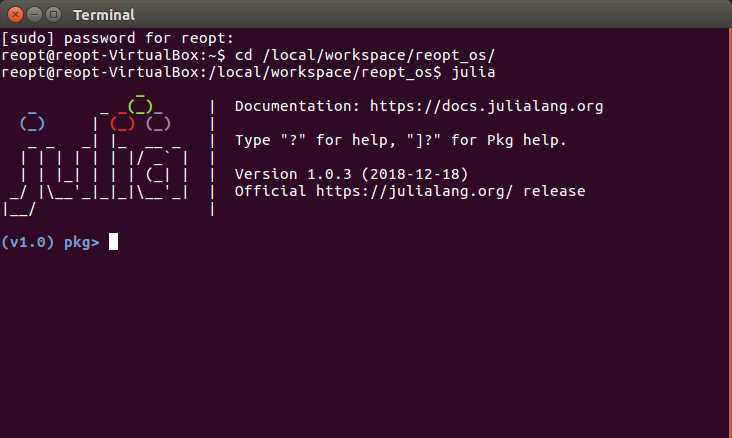 Terminal
[sudo] password for reopt:
reopt@reopt-VirtualBox:~$ cd /local/workspace/reopt_os/
reopt@reopt-VirtualBox:/local/workspace/reopt_os$ julia
               _
   _       _ _(_)_     |  Documentation: https://docs.julialang.org
  (_)     | (_) (_)    |
   _ _   _| |_  __ _   |  Type "?" for help, "]?" for Pkg help.
  | | | | | | |/ _` |  |
  | | |_| | | | (_| |  |  Version 1.0.3 (2018-12-18)
 _/ |\__'_|_|_|\__'_|  |  Official https://julialang.org/ release
|__/                   |
(v1.0) pkg>